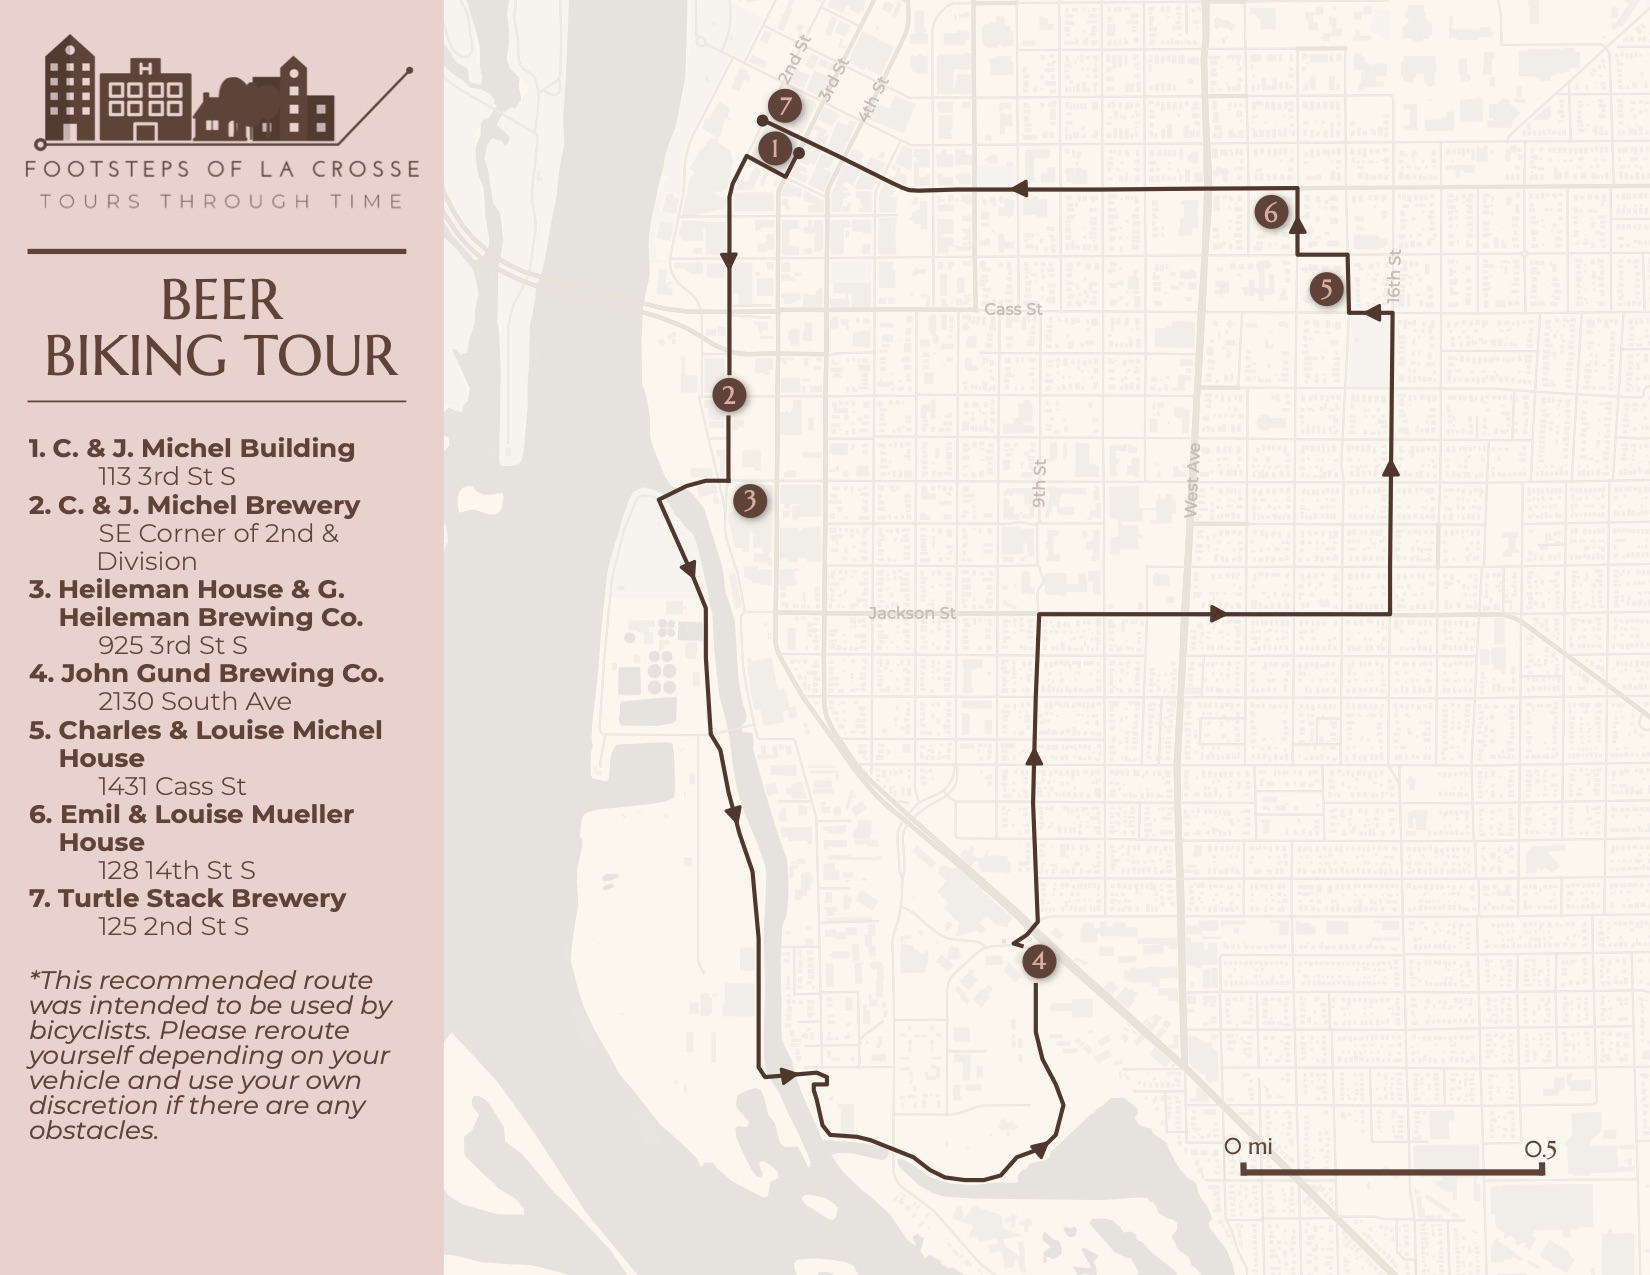 H
FOOTSTEPS OF LA CROSSE
TOURS THROUGH TIME
BEER
BIKING TOUR
1. C. & J. Michel Building
113 3rd St S
2. C. & J. Michel Brewery
SE Corner of 2nd &
Division
3. Heileman House & G.
Heileman Brewing Co.
925 3rd St S
4. John Gund Brewing Co.
2130 South Ave
5. Charles & Louise Michel
House
1431 Cass St
6. Emil & Louise Mueller
House
128 14th St S
7. Turtle Stack Brewery
125 2nd St S
*This recommended route
was intended to be used by
bicyclists. Please reroute
yourself depending on your
vehicle and use your own
discretion if there are any
obstacles.
2nd St
3rd St
4th St
7
1
6
16th St
5
Cass St
2
9th St
West Ave
3
Jackson St
4
0 mi
0.5